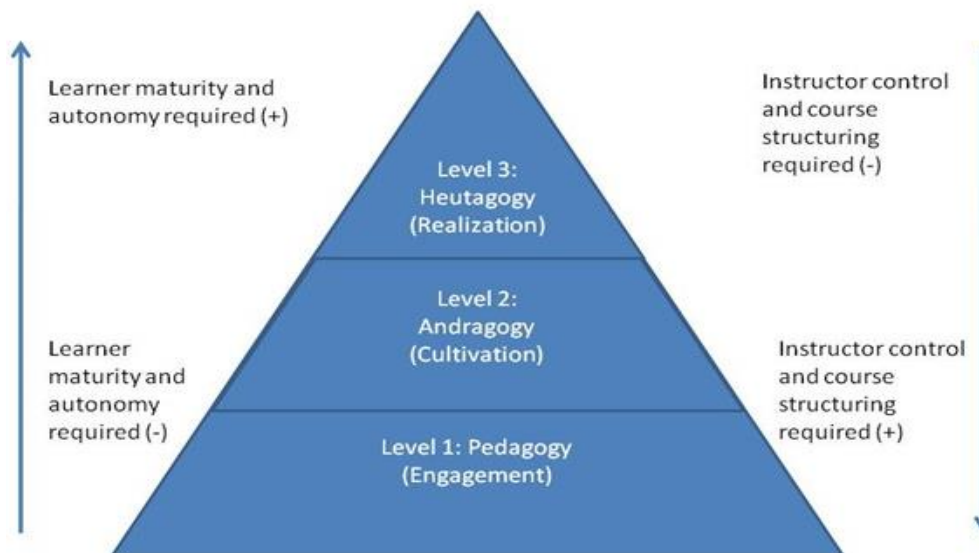 Learner maturity and
autonomy required (+)
Instructor control
and course
structuring
required (-)
Level 3:
Heutagogy
(Realization)
Level 2:
Andragogy
(Cultivation)
Learner
maturity and
autonomy
required (-)
Instructor control
and course
structuring
required (+)
Level 1: Pedagogy
(Engagement)